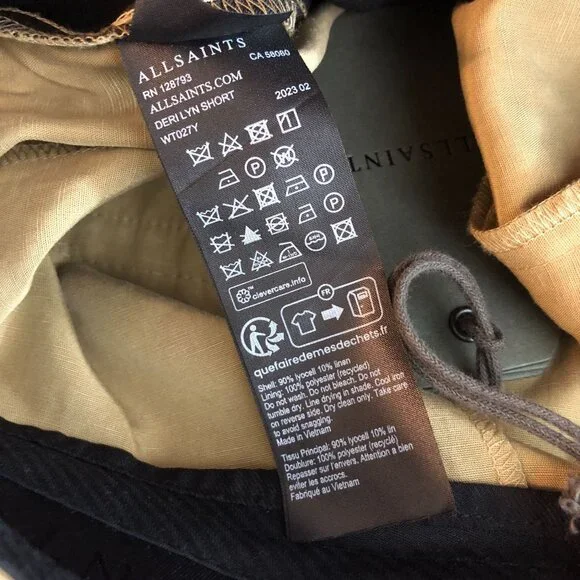 ALLSAINTS
RN 128793
CA 56080
ALLSAINTS.COM
DERI LYN SHORT
WT027Y
2023 02
clevercare.info
FR
quefairedemesdechets.fr
Shell: 90% lyocell 10% linen
Lining: 100% polyester (recycled)
Do not wash. Do not bleach. Do not
tumble dry. Line drying in shade. Cool iron
on reverse side. Dry clean only. Take care
to avoid snagging.
Made in Vietnam
Tissu Principal: 90% lyocell 10% lin
Doublure: 100% polyester (recyclé)
Repasser sur l'envers. Attention a bien
eviler les accrocs.
Fabriqué au Vietnam
ALLSAINTS